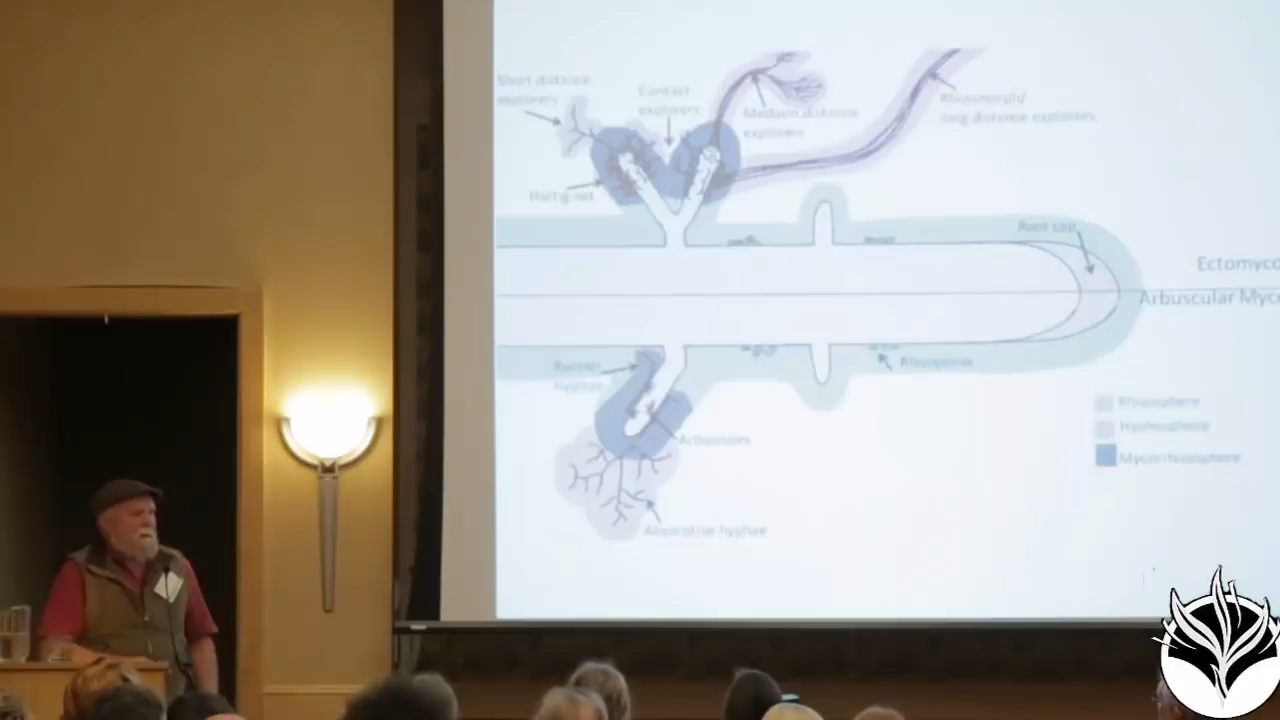 Short distance
explorers
Contact
explorers
Medium distance
explorers
Rhizomorph/
long distance explorers
Hartig net
Root cap
Ectomyco
Arbuscular Myco
Runner
hyphae
Rhizoplane
Rhizosphere
Hyphosphere
Mycorrhizosphere
Arbuscules
Absorptive hyphae